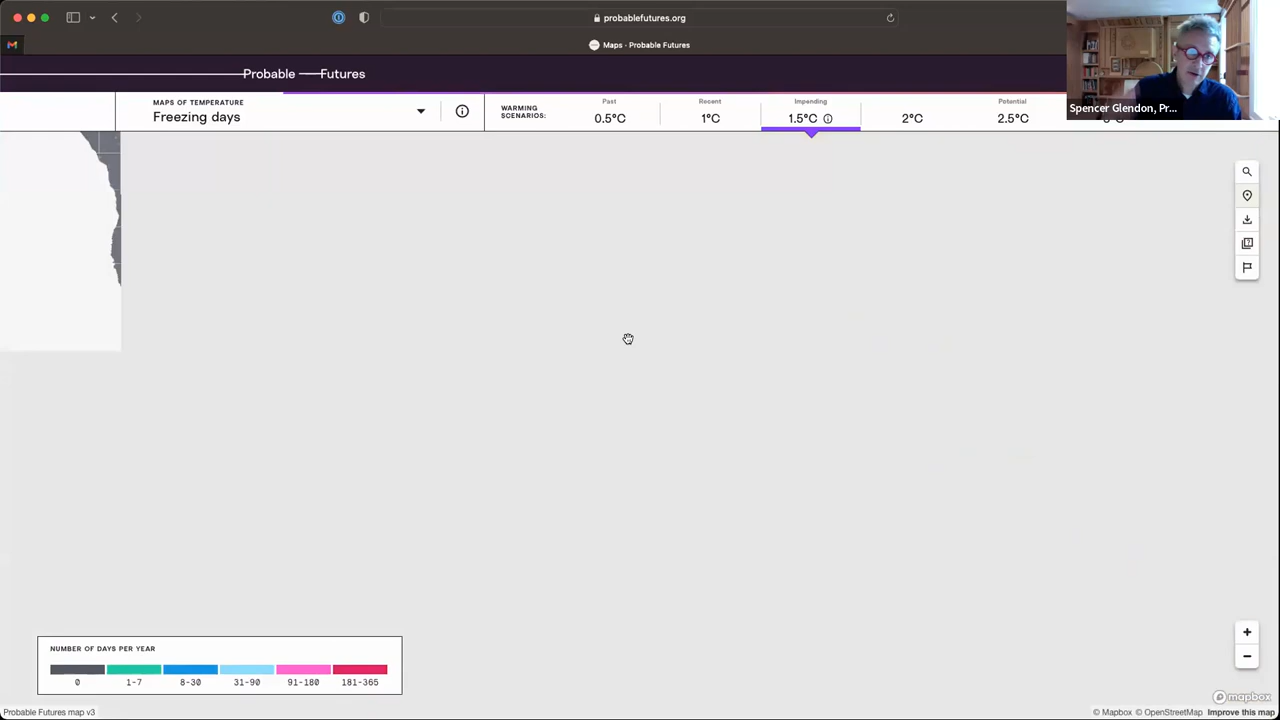 probablefutures.org
Maps - Probable Futures
Probable Futures
MAPS OF TEMPERATURE
Freezing days
WARMING
SCENARIOS:
Past
0.5°C
Recent
1°C
Impending
1.5°C
2°C
Potential
2.5°C
Spencer Glendon, Pr...
NUMBER OF DAYS PER YEAR
0 1-7 8-30 31-90 91-180 181-365
Probable Futures map v3
mapbox
© Mapbox © OpenStreetMap Improve this map